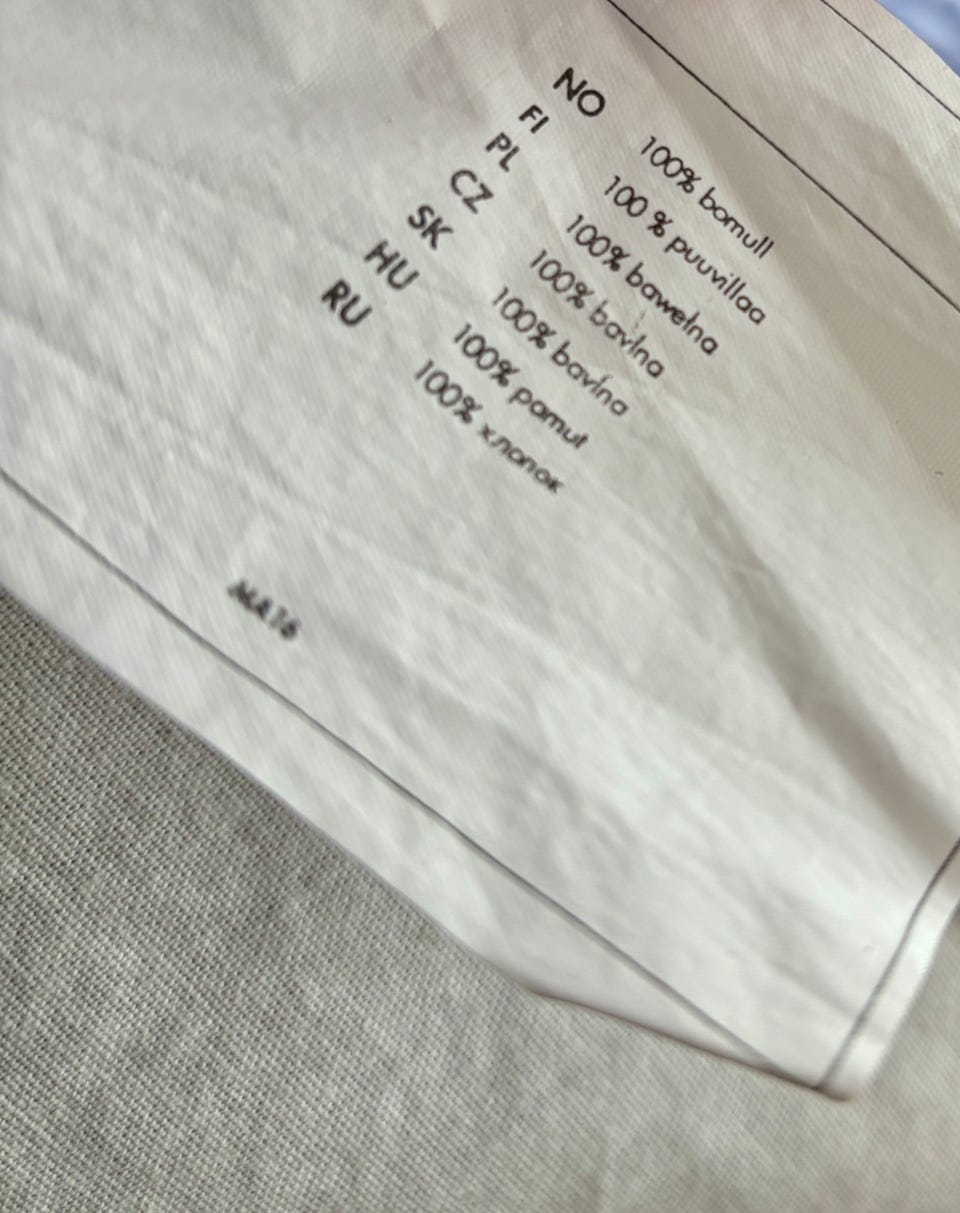 NO 100% bomull
FI 100 % puuvillaa
PL 100% bawełna
CZ 100% bavlna
SK 100% bavlna
HU 100% pamut
RU 100% хлопок
MA16